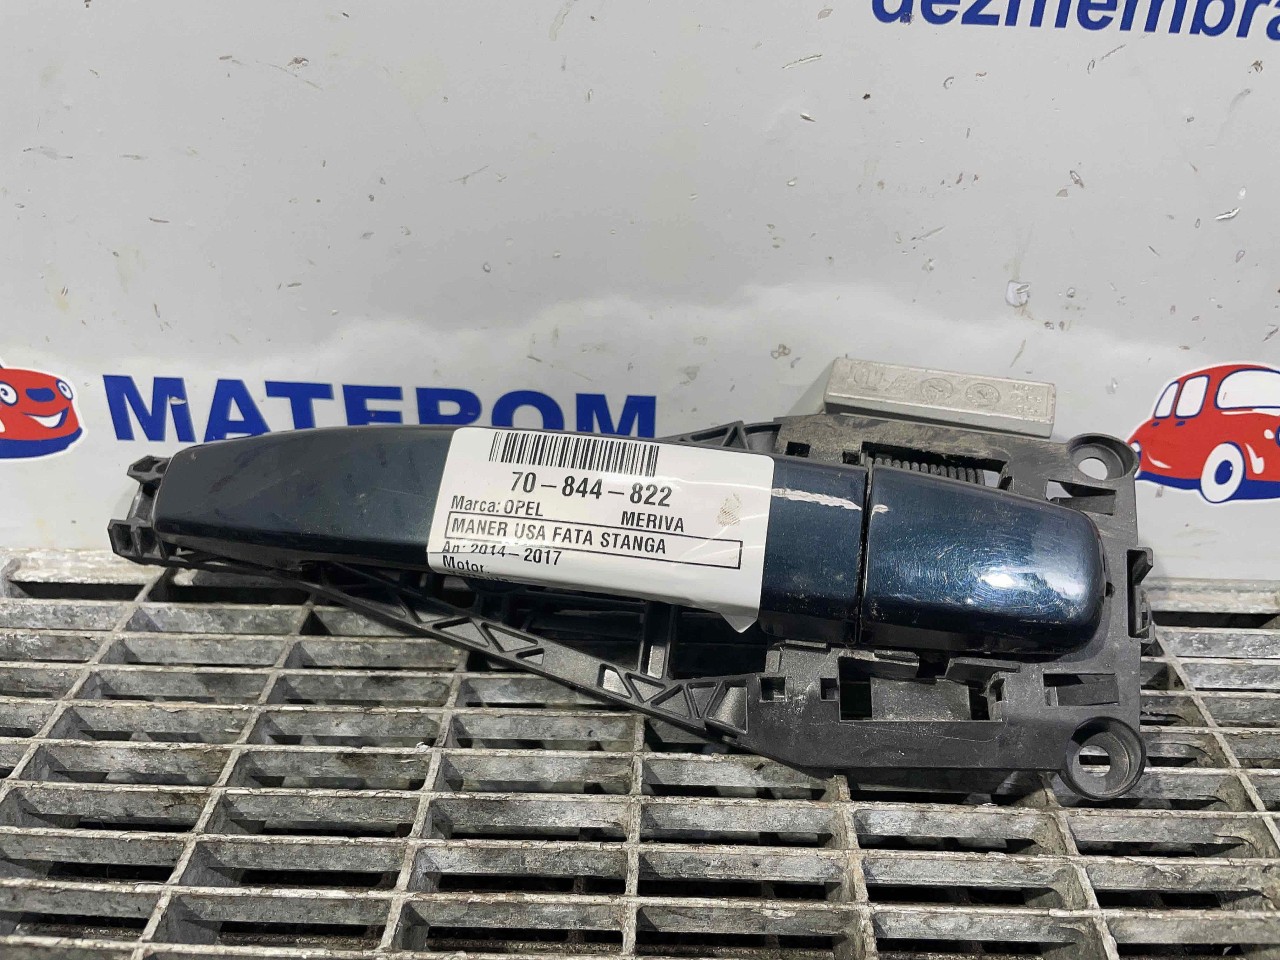 dezmembra
MATEROM
70-844-822
Marca: OPEL MERIVA
MANER USA FATA STANGA
An: 2014-2017
Motor: